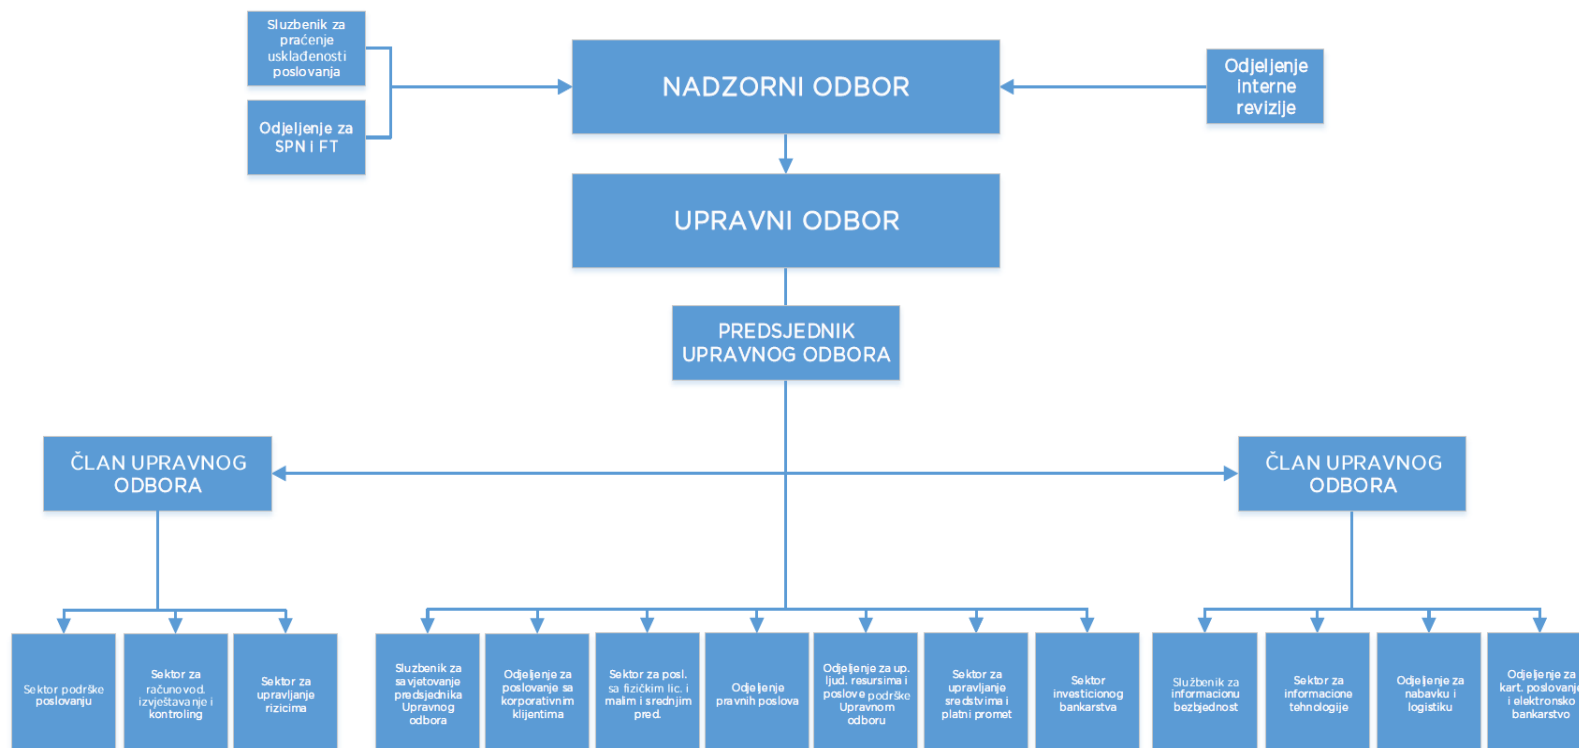 Sluzbenik za
praćenje
usklađenosti
poslovanja
Odjeljenje za
SPN i FT
NADZORNI ODBOR
Odjeljenje
interne
revizije
UPRAVNI ODBOR
PREDSJEDNIK
UPRAVNOG ODBORA
ČLAN UPRAVNOG
ODBORA
ČLAN UPRAVNOG
ODBORA
Sektor podrške
poslovanju
Sektor za
računovod.
izvještavanje i
kontroling
Sektor za
upravljanje
rizicima
Sluzbenik za
savjetovanje
predsjednika
Upravnog
odbora
Odjeljenje za
poslovanje sa
korporativnim
klijentima
Sektor za posl.
sa fizičkim lic. i
malim i srednjim
pred.
Odjeljenje
pravnih poslova
Odjeljenje za up.
ljud. resursima i
poslove podrške
Upravnom
odboru
Sektor za
upravljanje
sredstvima i
platni promet
Sektor
investicionog
bankarstva
Službenik za
informacionu
bezbjednost
Sektor za
informacione
tehnologije
Odjeljenje za
nabavku i
logistiku
Odjeljenje za
kart. poslovanje
i elektronsko
bankarstvo